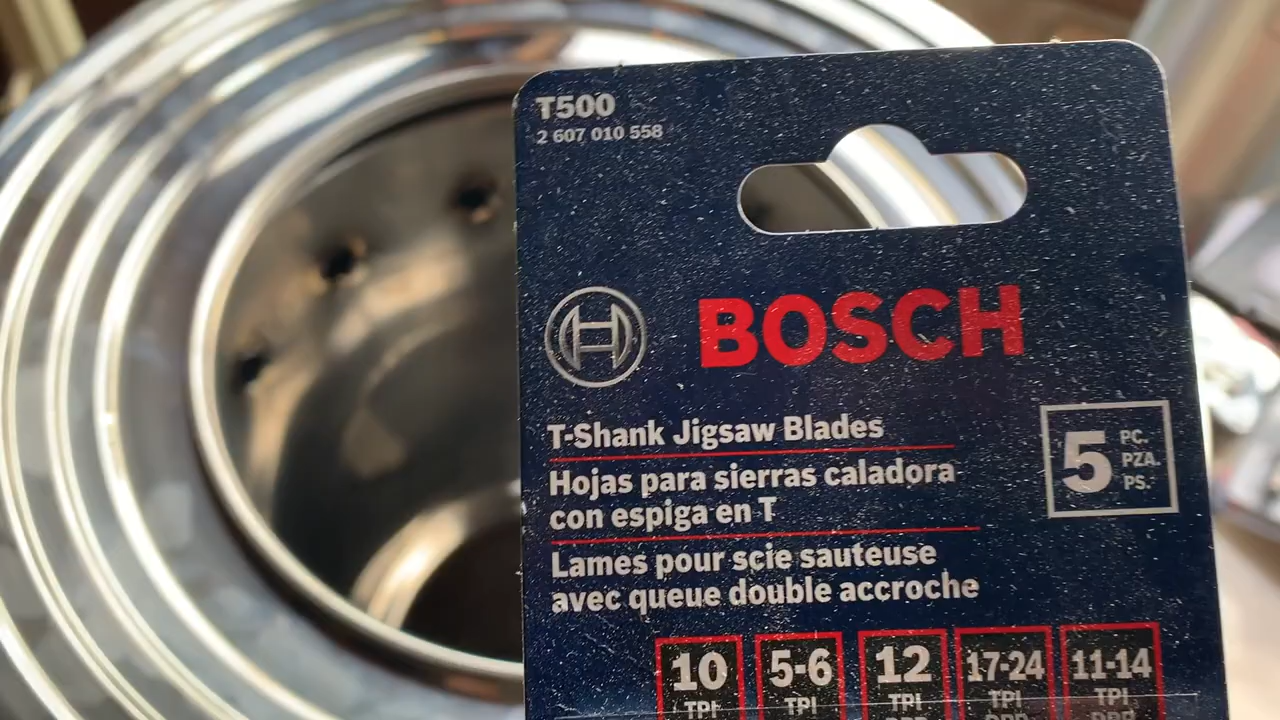 T500
2 607 010 558
BOSCH
T-Shank Jigsaw Blades
Hojas para sierras caladora
con espiga en T
Lames pour scie sauteuse
avec queue double accroche
5 PC.
PZA.
PS.
10 5-6 12 17-24 11-14
TPI TPI TPI TPI TPI